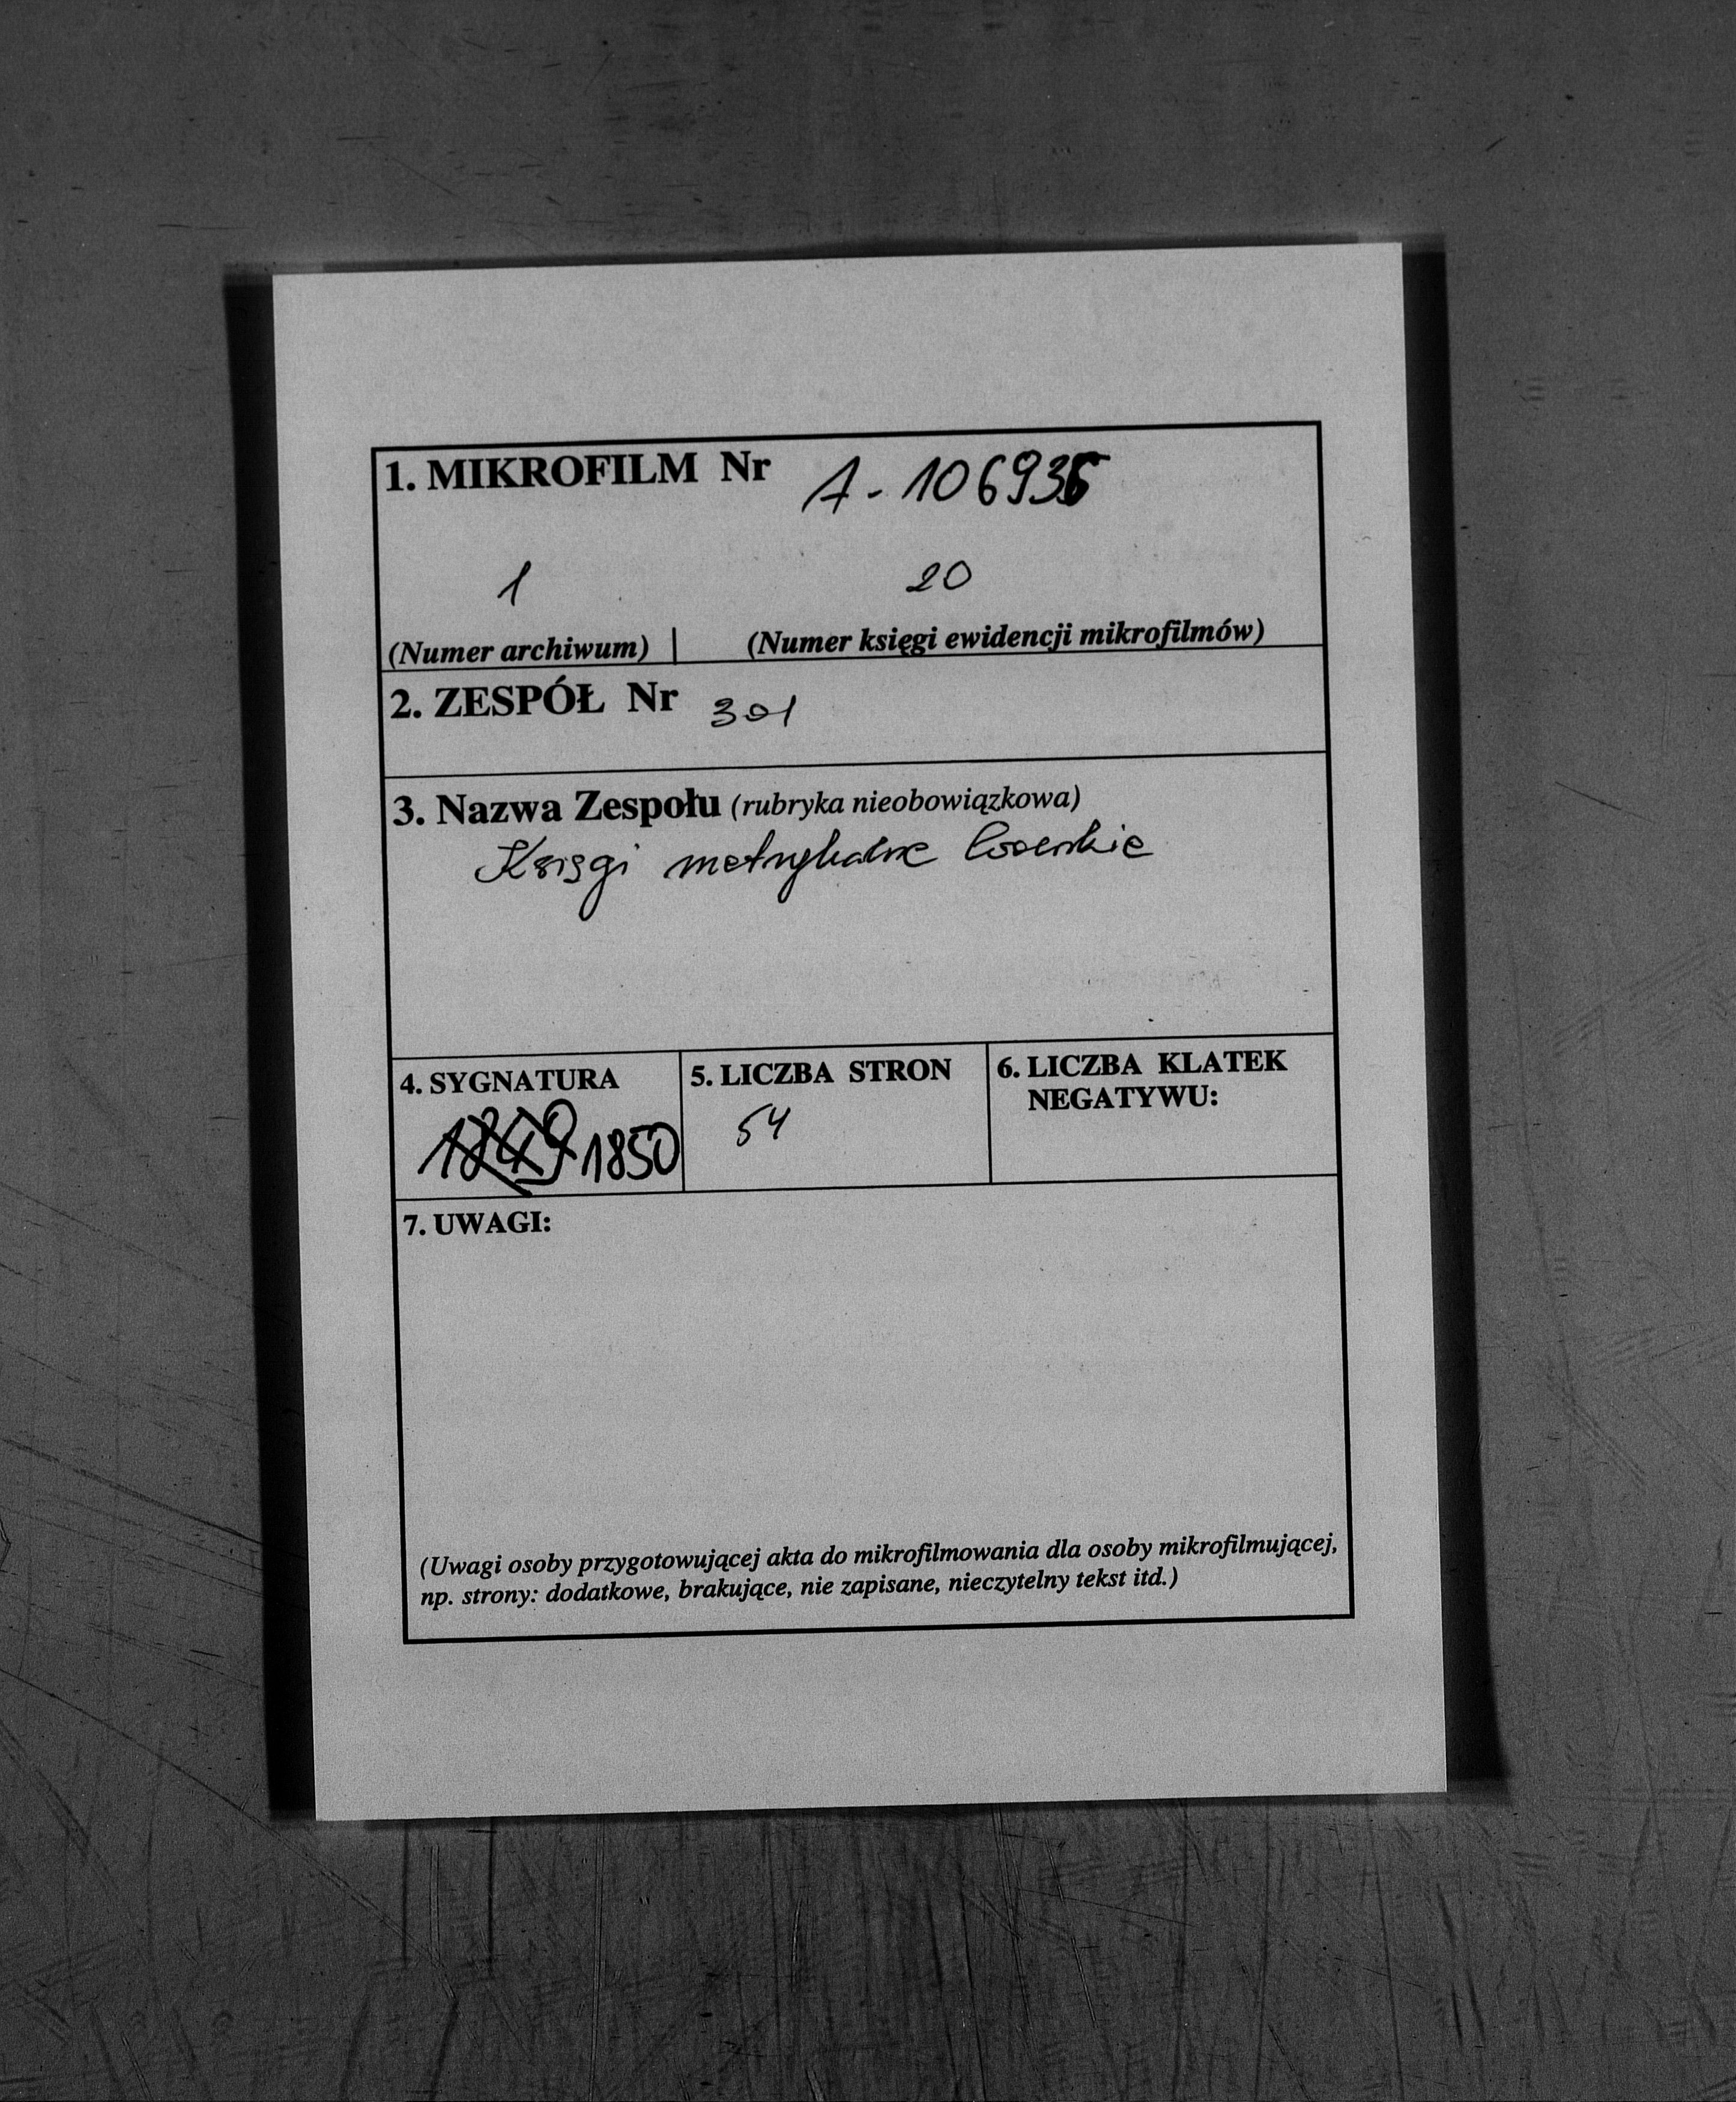 1. MIKROFILM Nr A-106936
1 20
(Numer archiwum) | (Numer księgi ewidencji mikrofilmów)
2. ZESPÓŁ Nr 301
3. Nazwa Zespołu (rubryka nieobowiązkowa)
Księgi metrykalne
4. SYGNATURA 5. LICZBA STRON 6. LICZBA KLATEK
NEGATYWU:
1849 1850 54
7. UWAGI:
(Uwagi osoby przygotowującej akta do mikrofilmowania dla osoby mikrofilmującej,
np. strony: dodatkowe, brakujące, nie zapisane, nieczytelny tekst itd.)